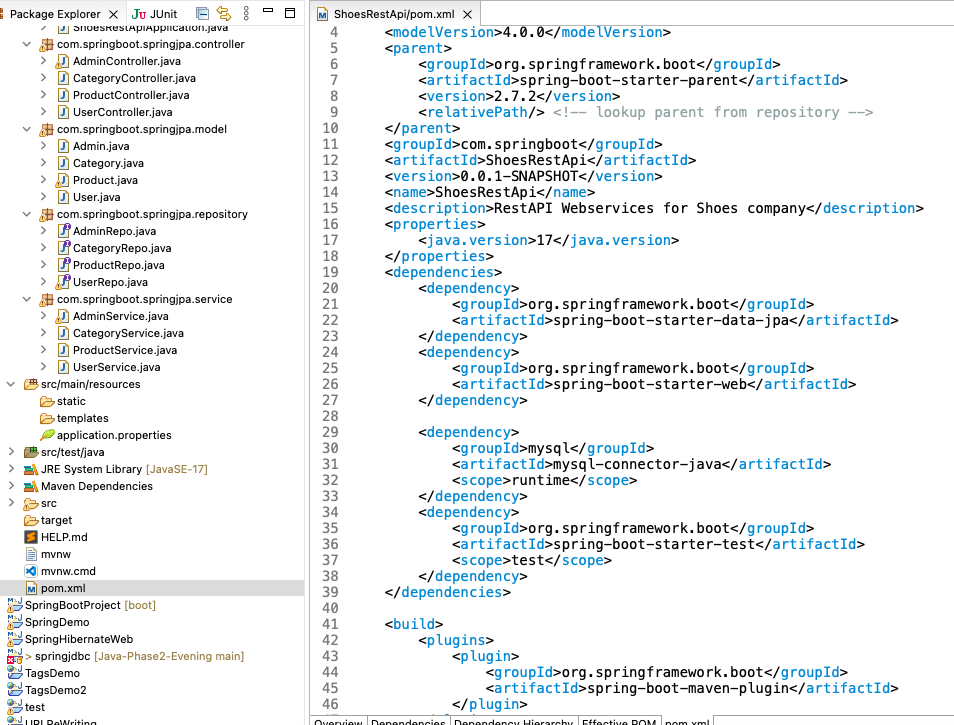 Package Explorer
JUnit
ShoesRestApiApplication.java
com.springboot.springjpa.controller
AdminController.java
CategoryController.java
ProductController.java
UserController.java
com.springboot.springjpa.model
Admin.java
Category.java
Product.java
User.java
com.springboot.springjpa.repository
AdminRepo.java
CategoryRepo.java
ProductRepo.java
UserRepo.java
com.springboot.springjpa.service
AdminService.java
CategoryService.java
ProductService.java
UserService.java
src/main/resources
static
templates
application.properties
src/test/java
JRE System Library [JavaSE-17]
Maven Dependencies
src
target
HELP.md
mvnw
mvnw.cmd
pom.xml
SpringBootProject [boot]
SpringDemo
SpringHibernateWeb
> springjdbc [Java-Phase2-Evening main]
TagsDemo
TagsDemo2
test
URLReWriting
ShoesRestApi/pom.xml
4 <modelVersion>4.0.0</modelVersion>
5 <parent>
6 <groupId>org.springframework.boot</groupId>
7 <artifactId>spring-boot-starter-parent</artifactId>
8 <version>2.7.2</version>
9 <relativePath/> <!-- lookup parent from repository -->
10 </parent>
11 <groupId>com.springboot</groupId>
12 <artifactId>ShoesRestApi</artifactId>
13 <version>0.0.1-SNAPSHOT</version>
14 <name>ShoesRestApi</name>
15 <description>RestAPI Webservices for Shoes company</description>
16 <properties>
17 <java.version>17</java.version>
18 </properties>
19 <dependencies>
20 <dependency>
21 <groupId>org.springframework.boot</groupId>
22 <artifactId>spring-boot-starter-data-jpa</artifactId>
23 </dependency>
24 <dependency>
25 <groupId>org.springframework.boot</groupId>
26 <artifactId>spring-boot-starter-web</artifactId>
27 </dependency>
28
29 <dependency>
30 <groupId>mysql</groupId>
31 <artifactId>mysql-connector-java</artifactId>
32 <scope>runtime</scope>
33 </dependency>
34 <dependency>
35 <groupId>org.springframework.boot</groupId>
36 <artifactId>spring-boot-starter-test</artifactId>
37 <scope>test</scope>
38 </dependency>
39 </dependencies>
40
41 <build>
42 <plugins>
43 <plugin>
44 <groupId>org.springframework.boot</groupId>
45 <artifactId>spring-boot-maven-plugin</artifactId>
46 </plugin>
Overview Dependencies Dependency Hierarchy Effective POM pom.xml